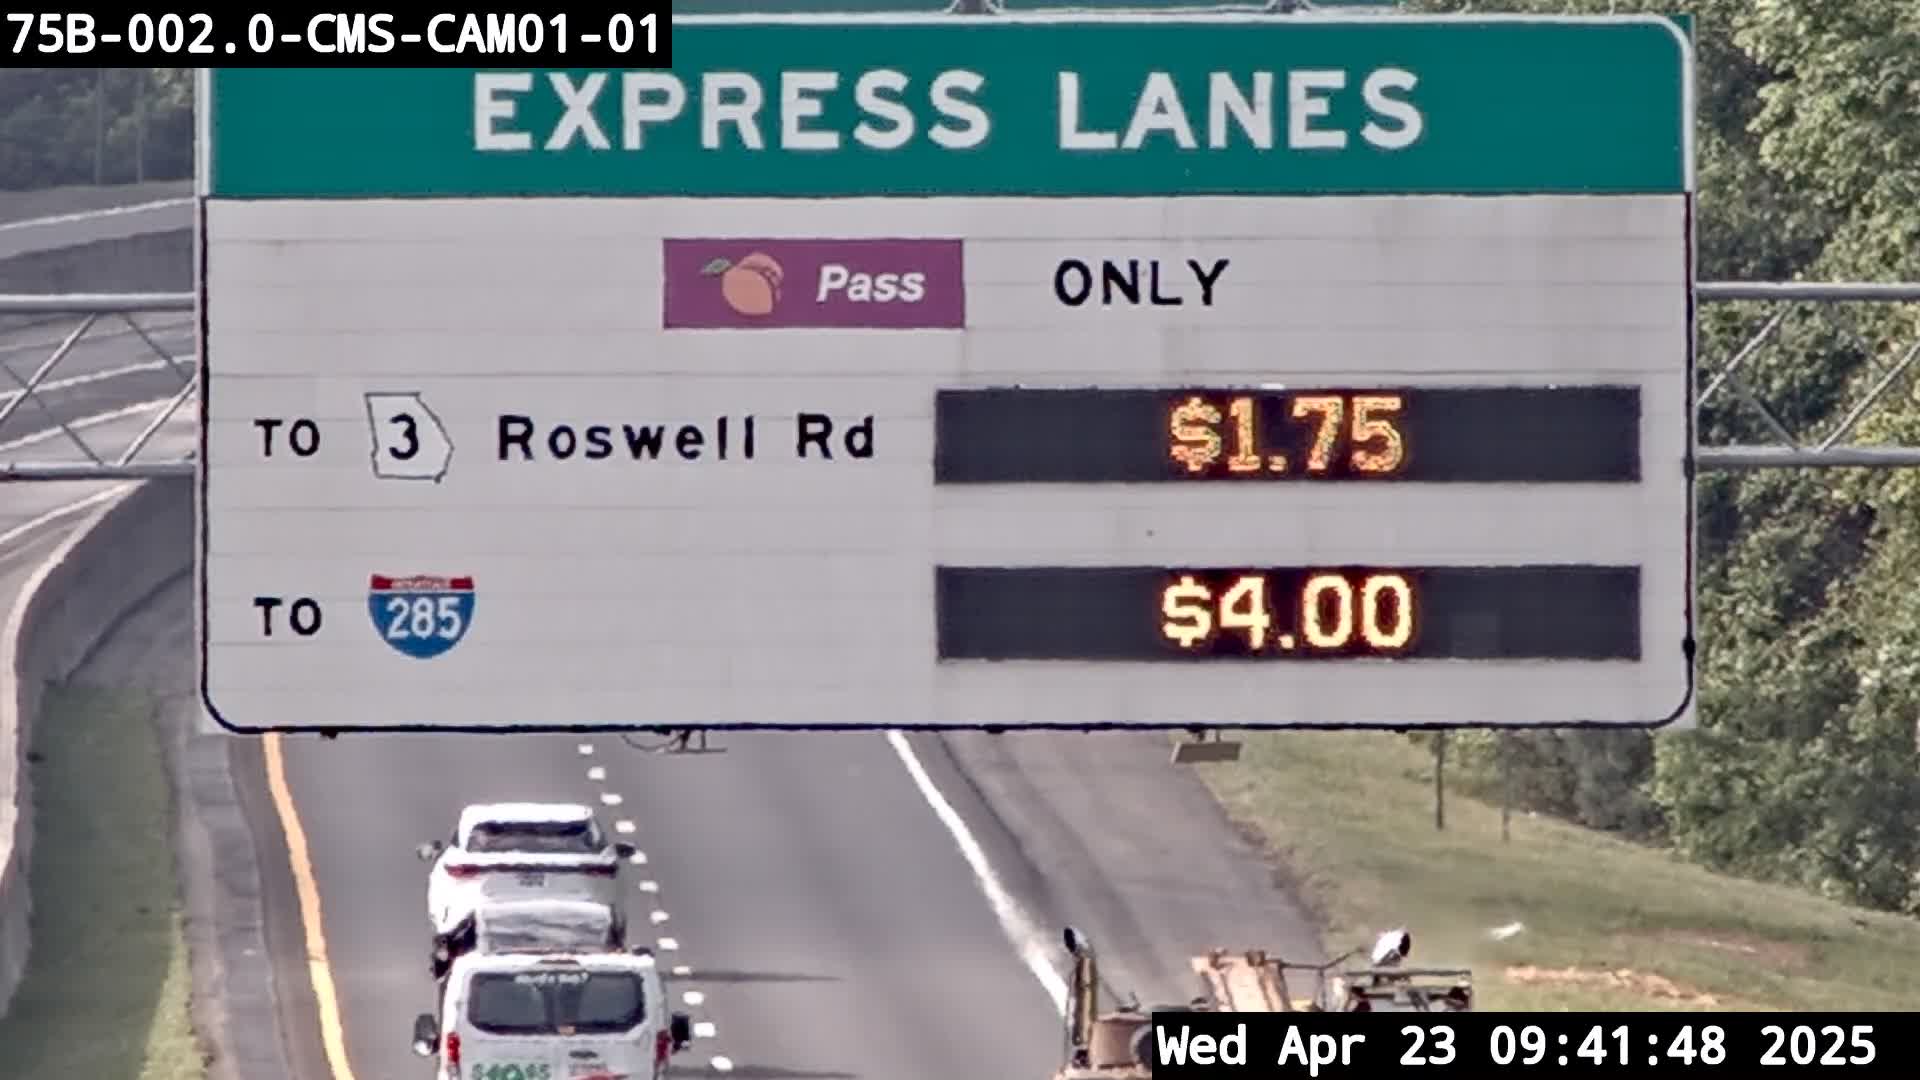 75B-002.0-CMS-CAM01-01
EXPRESS LANES
Pass ONLY
TO 3 Roswell Rd $1.75
TO 285 $4.00
Wed Apr 23 09:41:48 2025